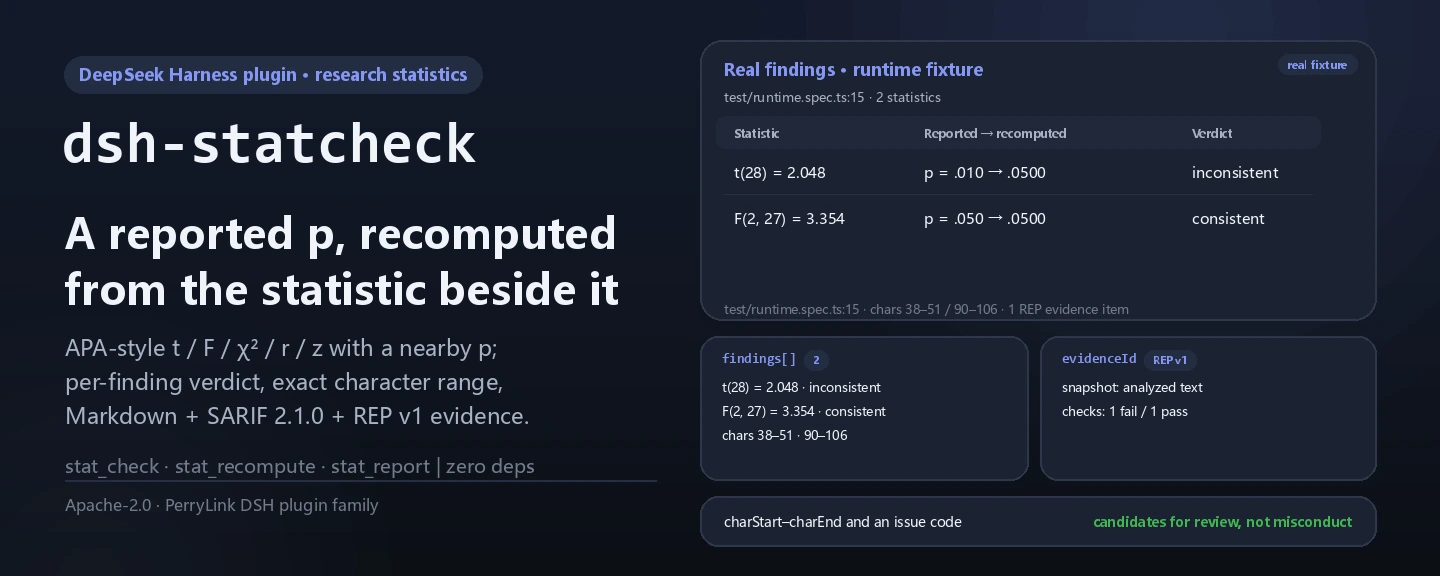 DeepSeek Harness plugin • research statistics
dsh-statcheck
A reported p, recomputed
from the statistic beside it
APA-style t / F / χ² / r / z with a nearby p;
per-finding verdict, exact character range,
Markdown + SARIF 2.1.0 + REP v1 evidence.
stat_check · stat_recompute · stat_report | zero deps
Apache-2.0 · PerryLink DSH plugin family
Real findings • runtime fixture
real fixture
test/runtime.spec.ts:15 · 2 statistics
Statistic Reported → recomputed Verdict
t(28) = 2.048 p = .010 → .0500 inconsistent
F(2, 27) = 3.354 p = .050 → .0500 consistent
test/runtime.spec.ts:15 · chars 38–51 / 90–106 · 1 REP evidence item
findings[] 2
t(28) = 2.048 · inconsistent
F(2, 27) = 3.354 · consistent
chars 38–51 · 90–106
evidenceId REP v1
snapshot: analyzed text
checks: 1 fail / 1 pass
charStart–charEnd and an issue code
candidates for review, not misconduct